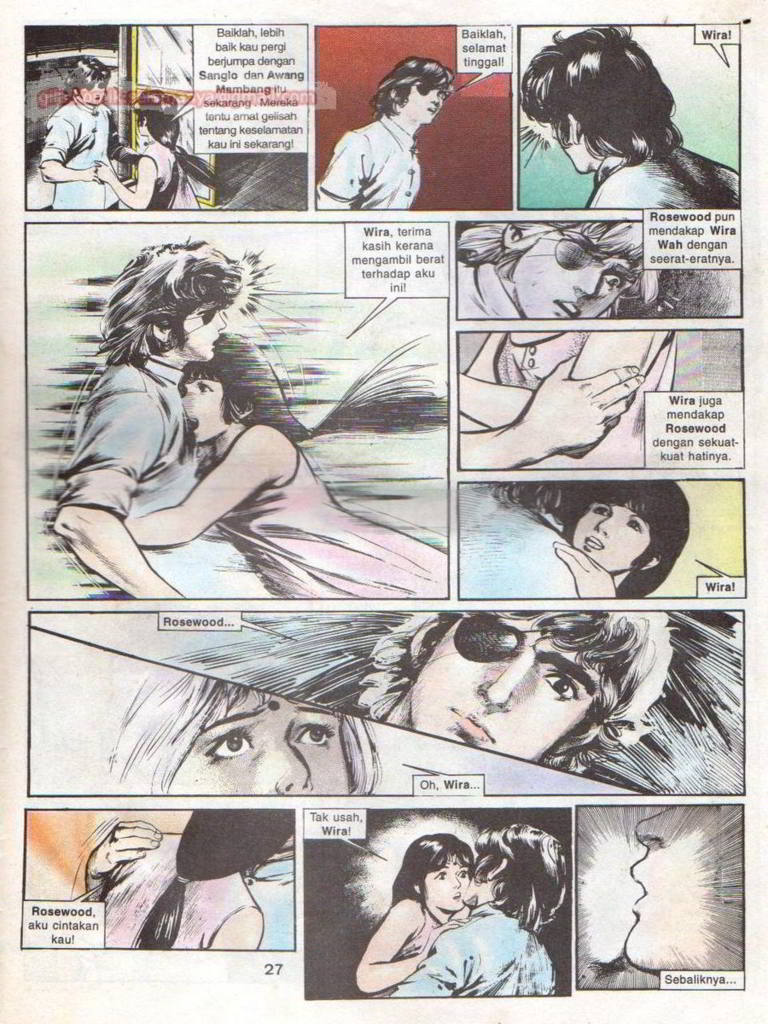 Baiklah, lebih
baik kau pergi
berjumpa dengan
Sanglo dan Awang
Mambang itu
sekarang. Mereka
tentu amat gelisah
tentang keselamatan
kau ini sekarang!
Baiklah,
selamat
tinggal!
Wira!
Wira, terima
kasih kerana
mengambil berat
terhadap aku
ini!
Rosewood pun
mendakap Wira
Wah dengan
seerat-eratnya.
Wira juga
mendakap
Rosewood
dengan sekuat-
kuat hatinya.
Wira!
Rosewood...
Oh, Wira...
Rosewood,
aku cintakan
kau!
Tak usah,
Wira!
Sebaliknya...
27